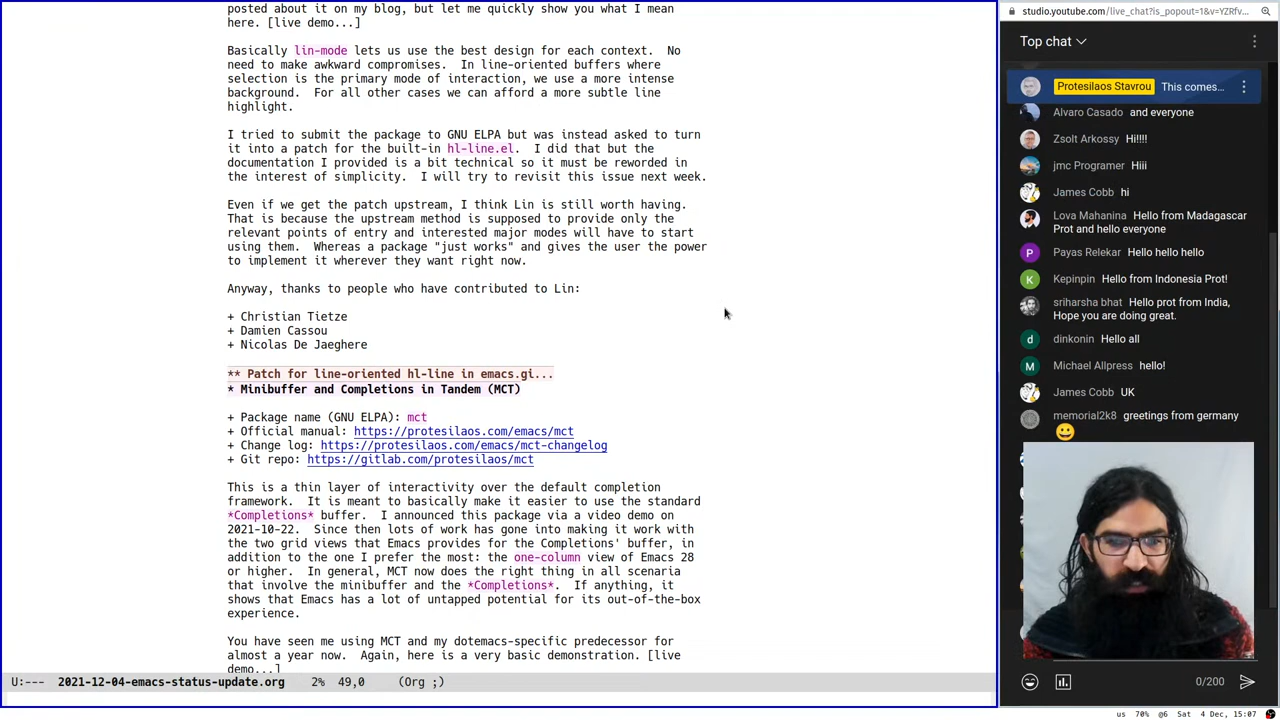 posted about it on my blog, but let me quickly show you what I mean
here. [live demo...]
Basically lin-mode lets us use the best design for each context.  No
need to make awkward compromises.  In line-oriented buffers where
selection is the primary mode of interaction, we use a more intense
background.  For all other cases we can afford a more subtle line
highlight.
I tried to submit the package to GNU ELPA but was instead asked to turn
it into a patch for the built-in hl-line.el.  I did that but the
documentation I provided is a bit technical so it must be reworded in
the interest of simplicity.  I will try to revisit this issue next week.
Even if we get the patch upstream, I think Lin is still worth having.
That is because the upstream method is supposed to provide only the
relevant points of entry and interested major modes will have to start
using them.  Whereas a package "just works" and gives the user the power
to implement it wherever they want right now.
Anyway, thanks to people who have contributed to Lin:
+ Christian Tietze
+ Damien Cassou
+ Nicolas De Jaeghere
** Patch for line-oriented hl-line in emacs.gi...
* Minibuffer and Completions in Tandem (MCT)
+ Package name (GNU ELPA): mct
+ Official manual: https://protesilaos.com/emacs/mct
+ Change log: https://protesilaos.com/emacs/mct-changelog
+ Git repo: https://gitlab.com/protesilaos/mct
This is a thin layer of interactivity over the default completion
framework.  It is meant to basically make it easier to use the standard
*Completions* buffer.  I announced this package via a video demo on
2021-10-22.  Since then lots of work has gone into making it work with
the two grid views that Emacs provides for the Completions' buffer, in
addition to the one I prefer the most: the one-column view of Emacs 28
or higher.  In general, MCT now does the right thing in all scenaria
that involve the minibuffer and the *Completions*.  If anything, it
shows that Emacs has a lot of untapped potential for its out-of-the-box
experience.
You have seen me using MCT and my dotemacs-specific predecessor for
almost a year now.  Again, here is a very basic demonstration. [live
demo...]
U:---  2021-12-04-emacs-status-update.org  2% 49,0  (Org ;)
studio.youtube.com/live_chat?is_popout=1&v=YZRfv...
Top chat
Protesilaos Stavrou This comes...
Alvaro Casado and everyone
Zsolt Arkossy Hi!!!!
jmc Programer Hiii
James Cobb hi
Lova Mahanina Hello from Madagascar
Prot and hello everyone
P Payas Relekar Hello hello hello
K Kepinpin Hello from Indonesia Prot!
sriharsha bhat Hello prot from India,
Hope you are doing great.
d dinkonin Hello all
M Michael Allpress hello!
James Cobb UK
memorial2k8 greetings from germany
0/200
us 70% @6 Sat 4 Dec, 15:07